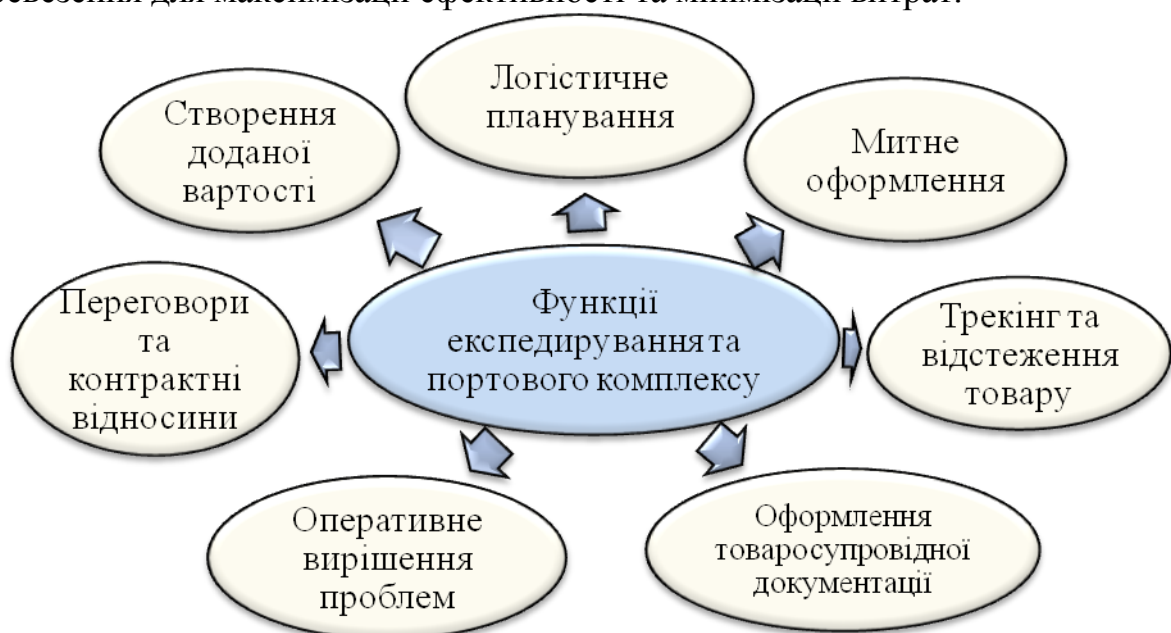 для максимізації ефективності та мінімізації витрат.
Логістичне
планування
Створення
доданої
вартості
Митне
оформлення
Функції
експедирування та
портового комплексу
Переговори
та
контрактні
відносини
Трекінг та
відстеження
товару
Оперативне
вирішення
проблем
Оформлення
товаросупровідної
документації